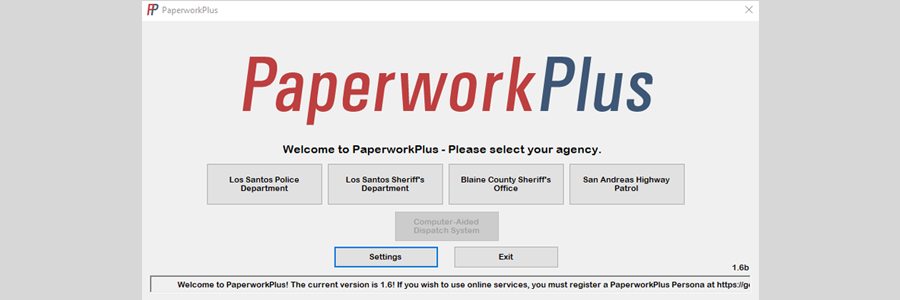 PaperworkPlus
PaperworkPlus
Welcome to PaperworkPlus - Please select your agency.
Los Santos Police
Department
Los Santos Sheriff's
Department
Blaine County Sheriff's
Office
San Andreas Highway
Patrol
Computer-Aided
Dispatch System
Settings
Exit
1.6b
Welcome to PaperworkPlus! The current version is 1.6! If you wish to use online services, you must register a PaperworkPlus Persona at https://g